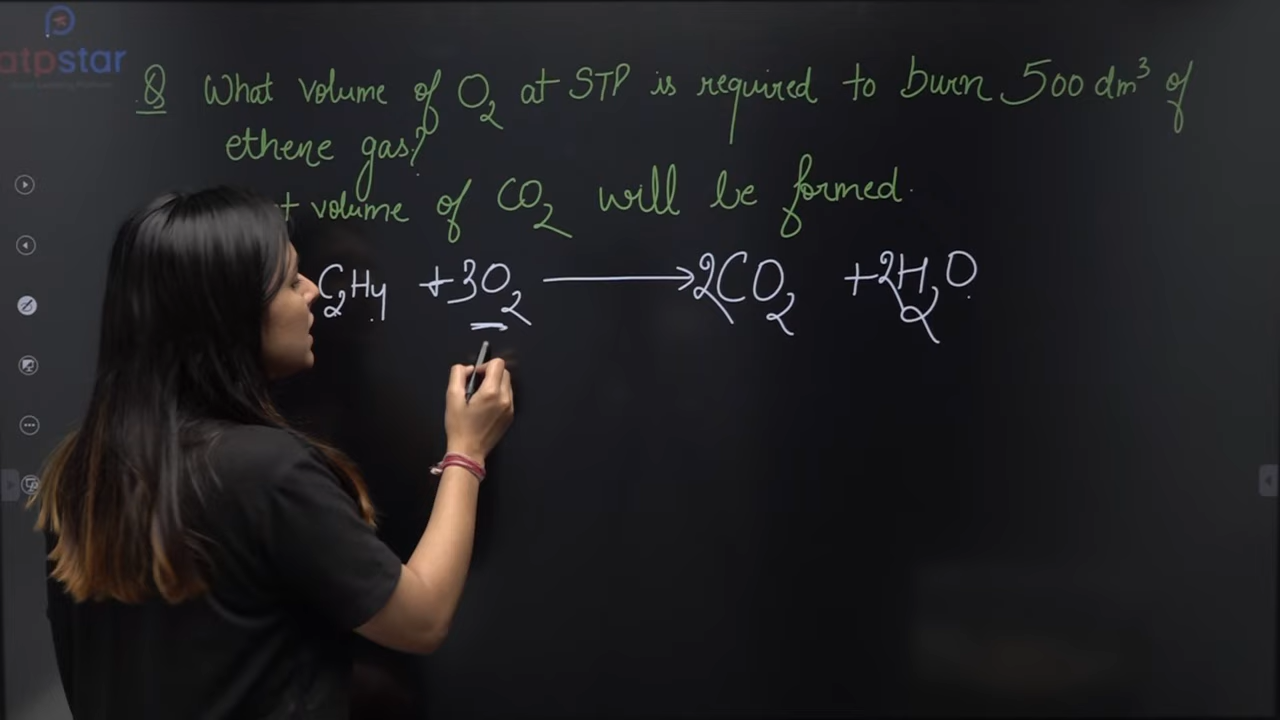 atpstar
Q What volume of O₂ at STP is required to burn 500 dm³ of
ethene gas?
volume of CO₂ will be formed.
C₂H₄ + 3O₂ ⟶ 2CO₂ + 2H₂O